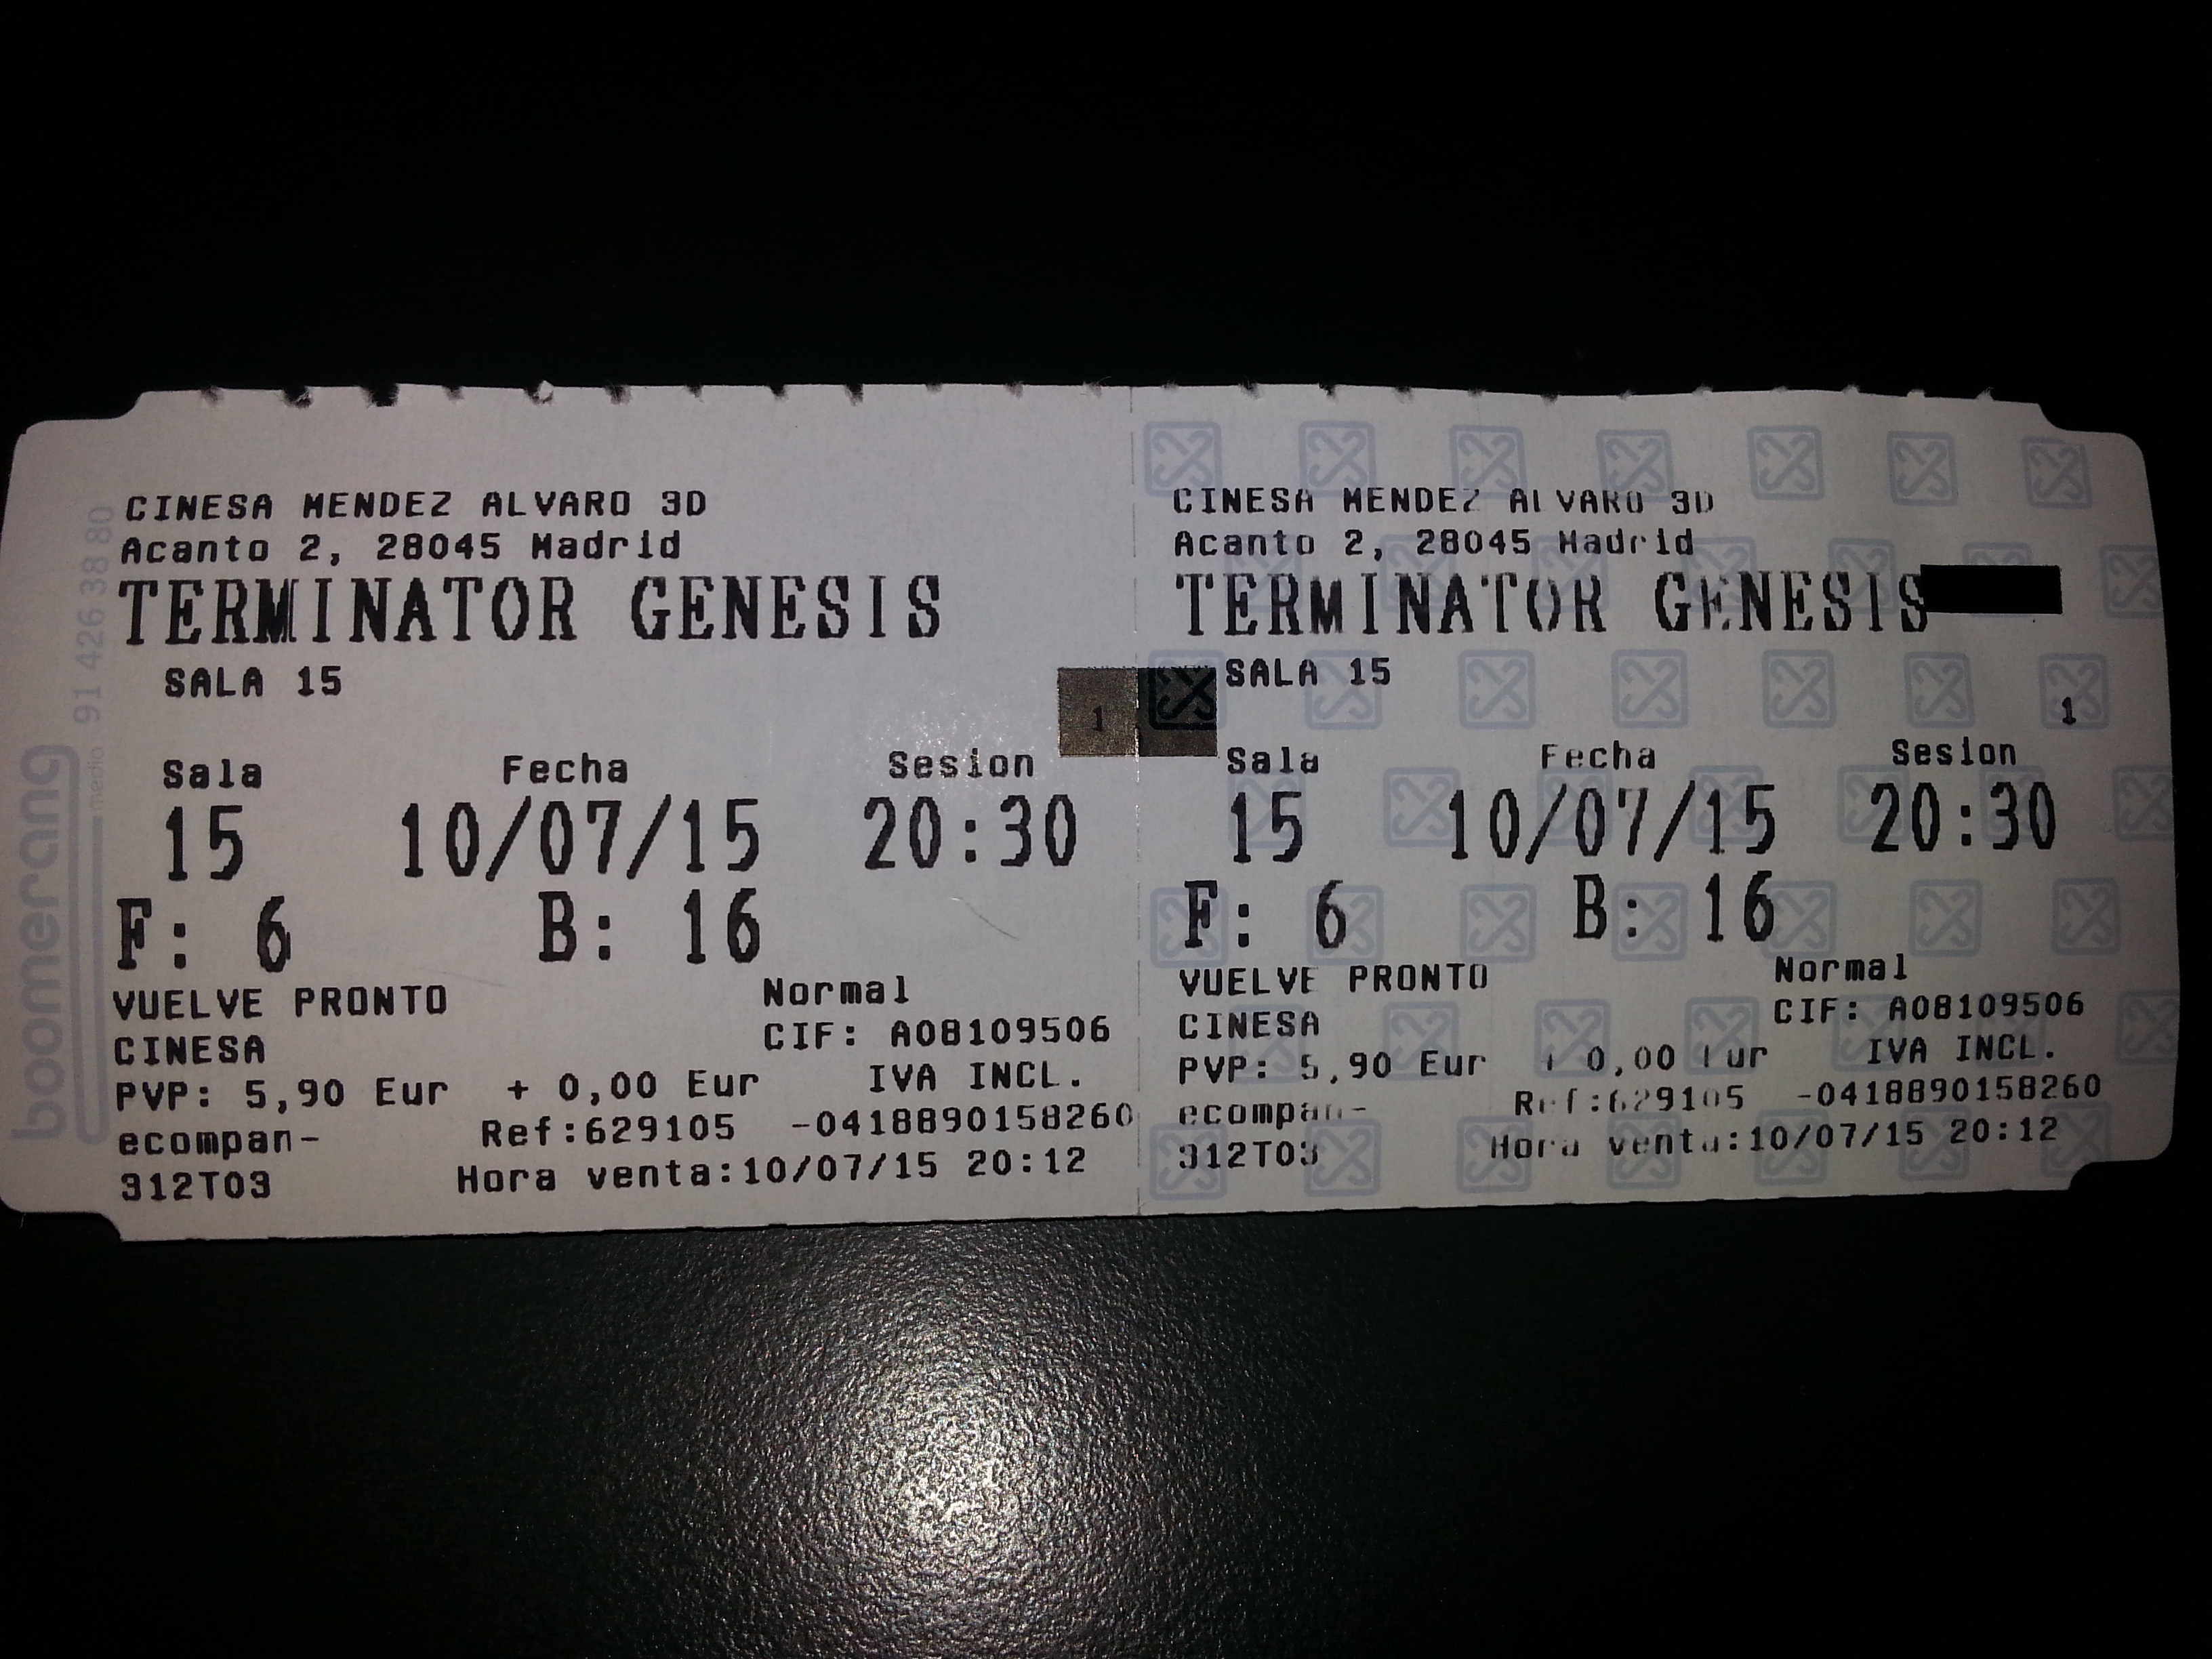 CINESA MENDEZ ALVARO 3D
Acanto 2, 28045 Madrid
TERMINATOR GENESIS
SALA 15
1
Sala Fecha Sesion
15 10/07/15 20:30
F: 6 B: 16
VUELVE PRONTO Normal
CINESA CIF: A08109506
PVP: 5,90 Eur + 0,00 Eur IVA INCL.
ecompan- Ref:629105 -0418890158260
312T03 Hora venta:10/07/15 20:12
boomerang
media
91 426 38 80
CINESA MENDEZ ALVARO 3D
Acanto 2, 28045 Madrid
TERMINATOR GENESIS
SALA 15
1
Sala Fecha Sesion
15 10/07/15 20:30
F: 6 B: 16
VUELVE PRONTO Normal
CINESA CIF: A08109506
PVP: 5,90 Eur + 0,00 Eur IVA INCL.
ecompan- Ref:629105 -0418890158260
312T03 Hora venta:10/07/15 20:12